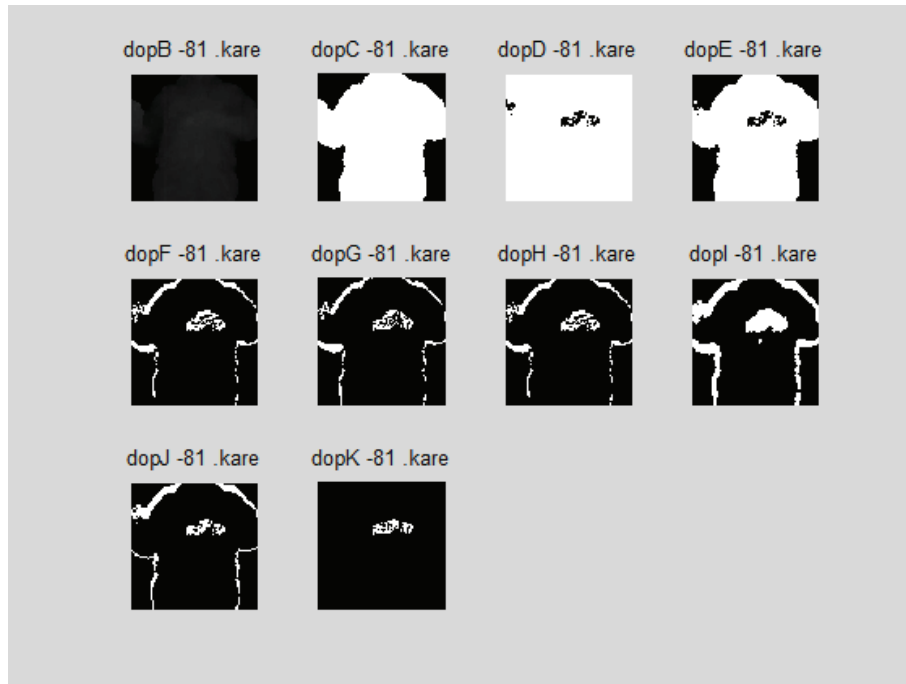 dopB -81 .kare dopC -81 .kare dopD -81 .kare dopE -81 .kare
dopF -81 .kare dopG -81 .kare dopH -81 .kare dopI -81 .kare
dopJ -81 .kare dopK -81 .kare